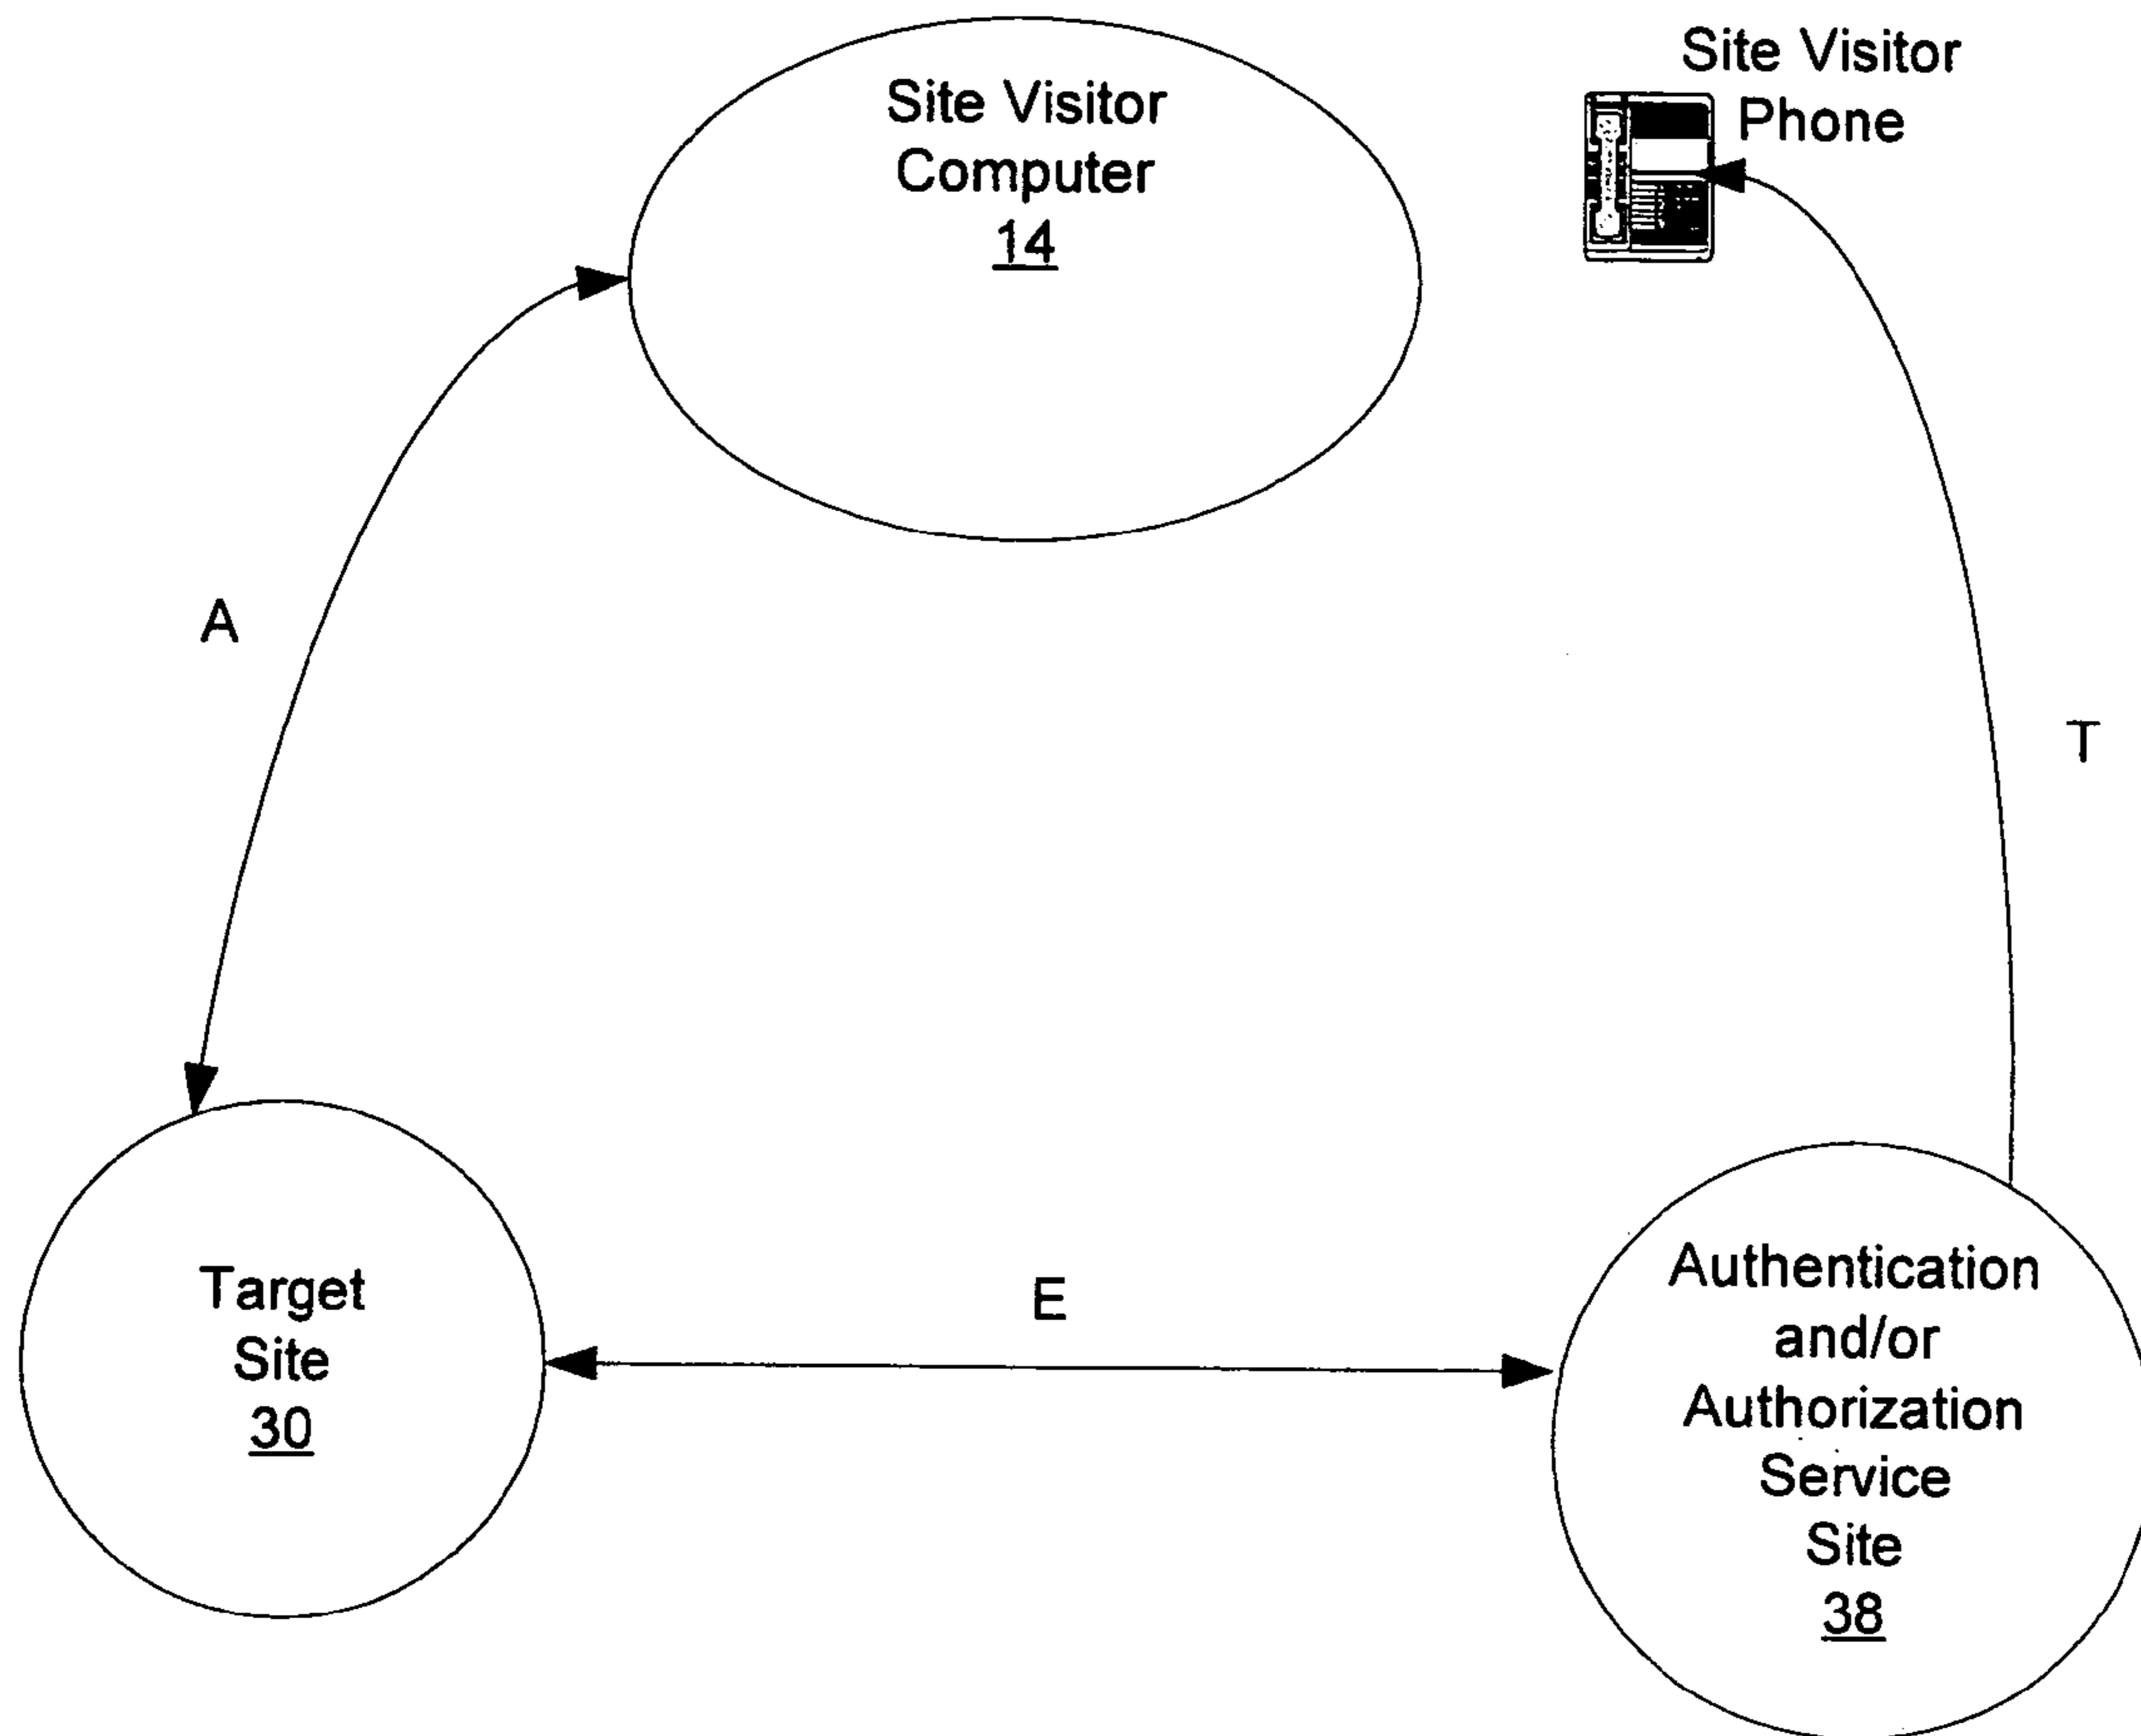 Site Visitor
Computer
14
Site Visitor
Phone
A
T
E
Target
Site
30
Authentication
and/or
Authorization
Service
Site
38